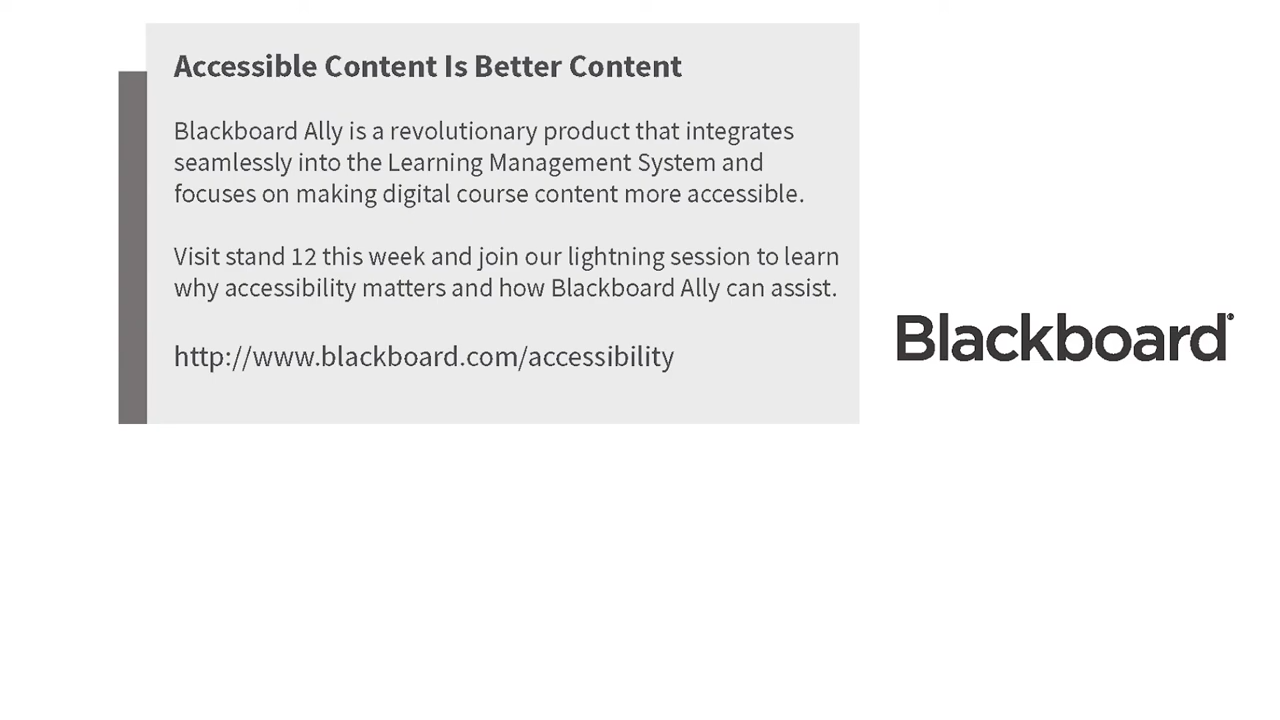 Accessible Content Is Better Content
Blackboard Ally is a revolutionary product that integrates
seamlessly into the Learning Management System and
focuses on making digital course content more accessible.
Visit stand 12 this week and join our lightning session to learn
why accessibility matters and how Blackboard Ally can assist.
http://www.blackboard.com/accessibility
Blackboard®